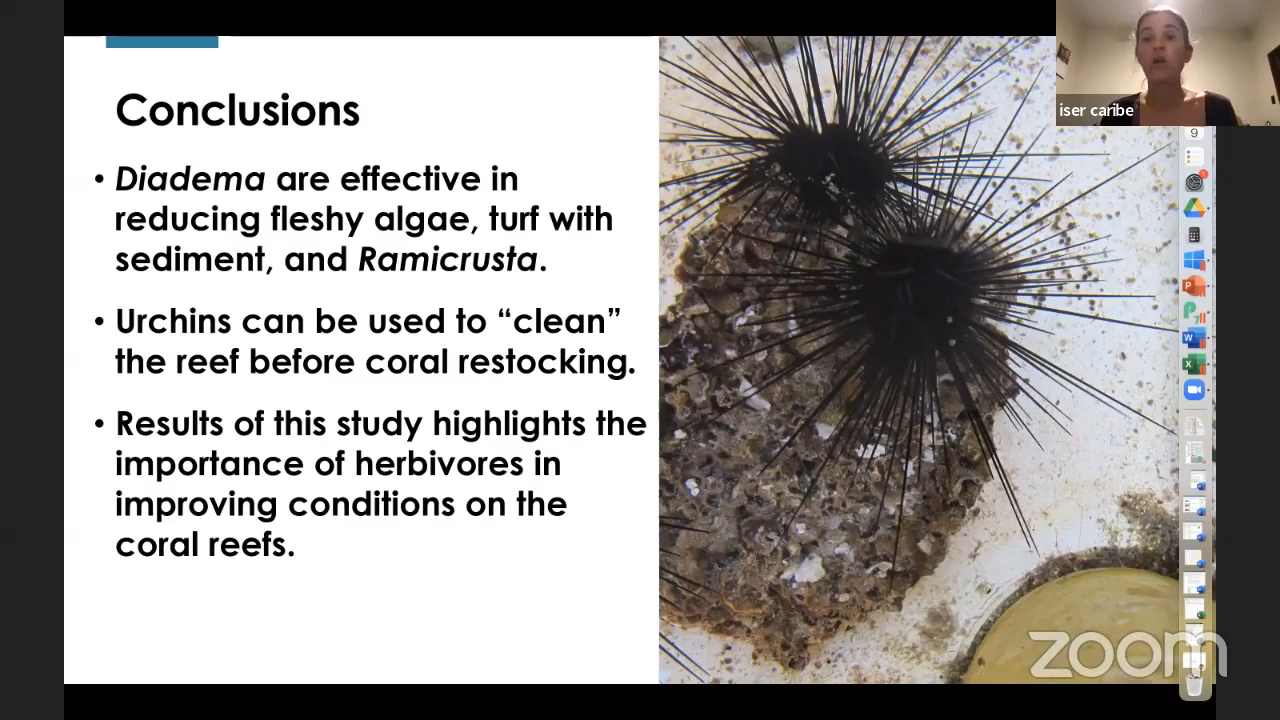 iser caribe
Conclusions
• Diadema are effective in
reducing fleshy algae, turf with
sediment, and Ramicrusta.
• Urchins can be used to “clean”
the reef before coral restocking.
• Results of this study highlights the
importance of herbivores in
improving conditions on the
coral reefs.
9
zoom